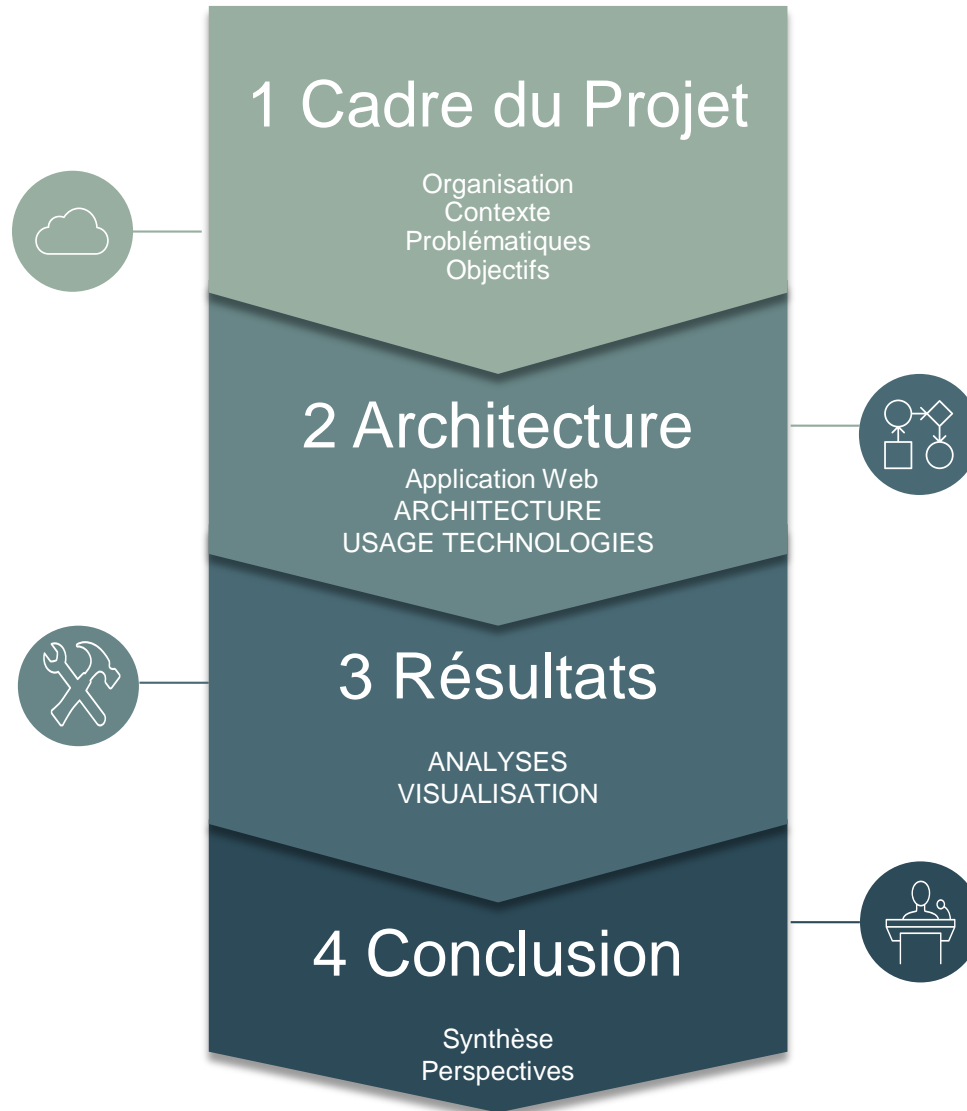 1 Cadre du Projet
Organisation
Contexte
Problématiques
Objectifs
2 Architecture
Application Web
ARCHITECTURE
USAGE TECHNOLOGIES
3 Résultats
ANALYSES
VISUALISATION
4 Conclusion
Synthèse
Perspectives